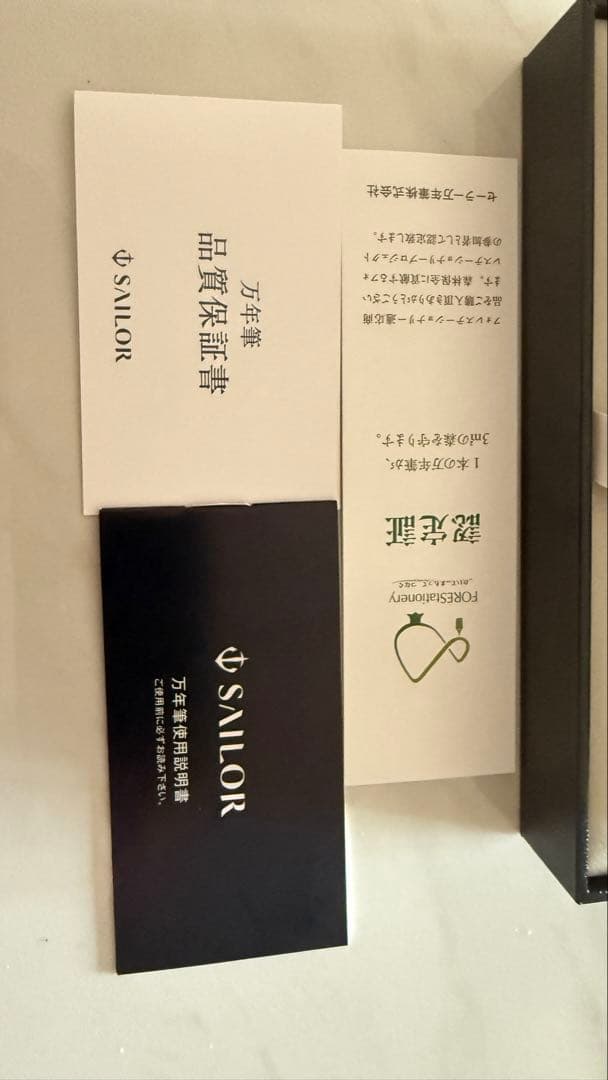 万年筆
品質保証書
SAILOR
SAILOR
万年筆使用説明書
ご使用前に必ずお読み下さい。
FOREStationery
認定証
1本の万年筆が、
3㎡の森を守ります。
フォレステーショナリー適応商
品をご購入頂きありがとうござい
ます。森林保全に貢献するフォ
レステーショナリープロジェクト
の参加者として認定致します。
セーラー万年筆株式会社